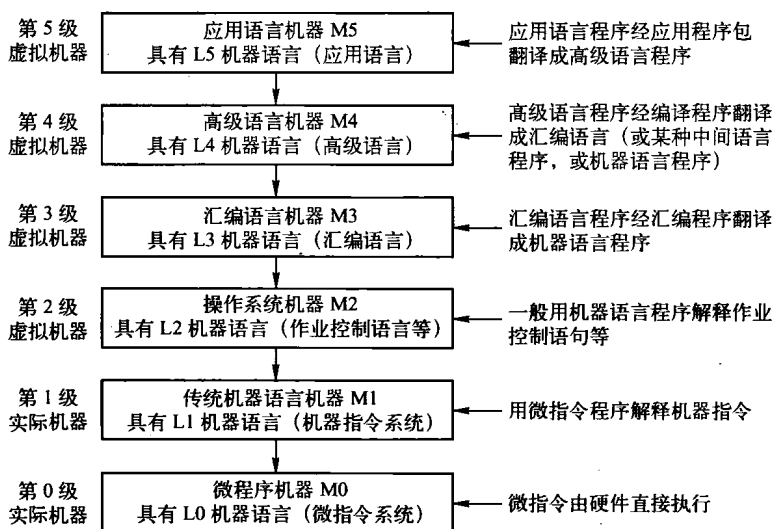 第 5 级
虚拟机器
应用语言机器 M5
具有 L5 机器语言（应用语言）
应用语言程序经应用程序包
翻译成高级语言程序
第 4 级
虚拟机器
高级语言机器 M4
具有 L4 机器语言（高级语言）
高级语言程序经编译程序翻译
成汇编语言（或某种中间语言
程序，或机器语言程序）
第 3 级
虚拟机器
汇编语言机器 M3
具有 L3 机器语言（汇编语言）
汇编语言程序经汇编程序翻译
成机器语言程序
第 2 级
虚拟机器
操作系统机器 M2
具有 L2 机器语言（作业控制语言等）
一般用机器语言程序解释作业
控制语句等
第 1 级
实际机器
传统机器语言机器 M1
具有 L1 机器语言（机器指令系统）
用微指令程序解释机器指令
第 0 级
实际机器
微程序机器 M0
具有 L0 机器语言（微指令系统）
微指令由硬件直接执行